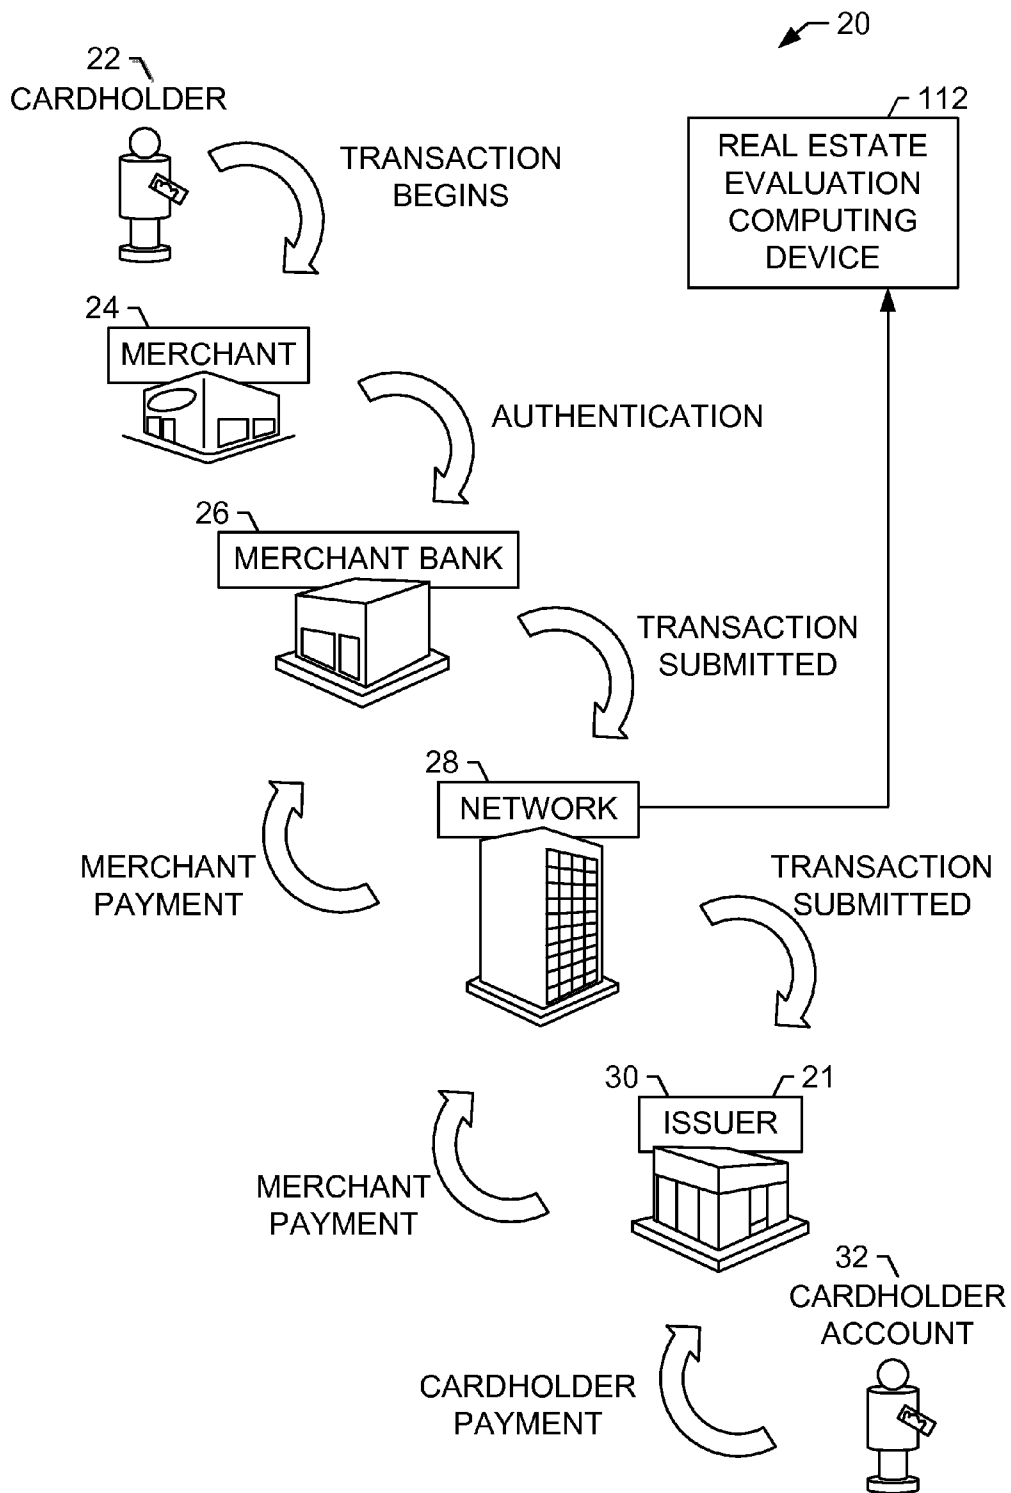 20
22
CARDHOLDER
112
REAL ESTATE
EVALUATION
COMPUTING
DEVICE
TRANSACTION
BEGINS
24
MERCHANT
AUTHENTICATION
26
MERCHANT BANK
TRANSACTION
SUBMITTED
28
NETWORK
MERCHANT
PAYMENT
TRANSACTION
SUBMITTED
30
21
ISSUER
MERCHANT
PAYMENT
32
CARDHOLDER
ACCOUNT
CARDHOLDER
PAYMENT